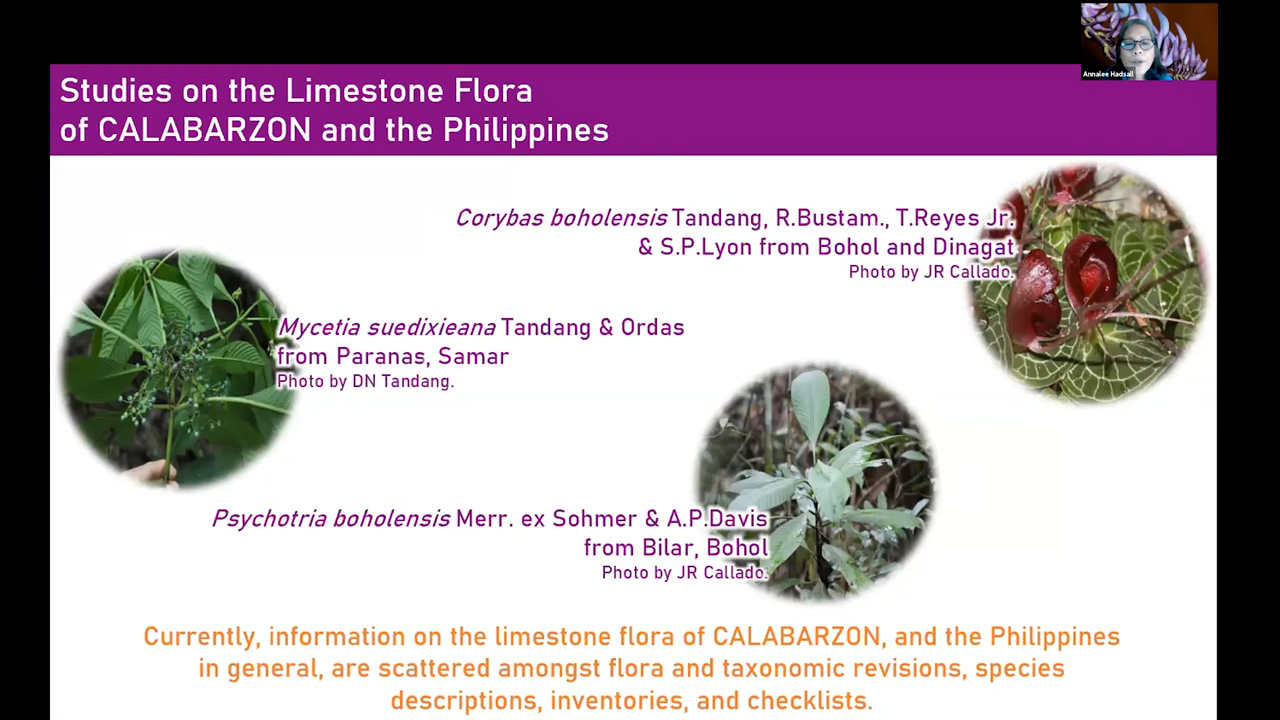 Annalee Hadsall
Studies on the Limestone Flora
of CALABARZON and the Philippines
Corybas boholensis Tandang, R.Bustam., T.Reyes Jr.
& S.P.Lyon from Bohol and Dinagat
Photo by JR Callado.
Mycetia suedixieana Tandang & Ordas
from Paranas, Samar
Photo by DN Tandang.
Psychotria boholensis Merr. ex Sohmer & A.P.Davis
from Bilar, Bohol
Photo by JR Callado.
Currently, information on the limestone flora of CALABARZON, and the Philippines
in general, are scattered amongst flora and taxonomic revisions, species
descriptions, inventories, and checklists.